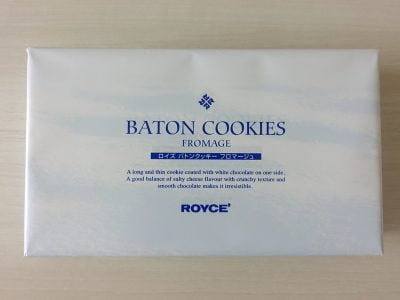 BATON COOKIES
FROMAGE
ロイズ バトンクッキー フロマージュ
A long and thin cookie coated with white chocolate on one side.
A good balance of salty cheese flavour with crunchy texture and
smooth chocolate makes it irresistible.
ROYCE'